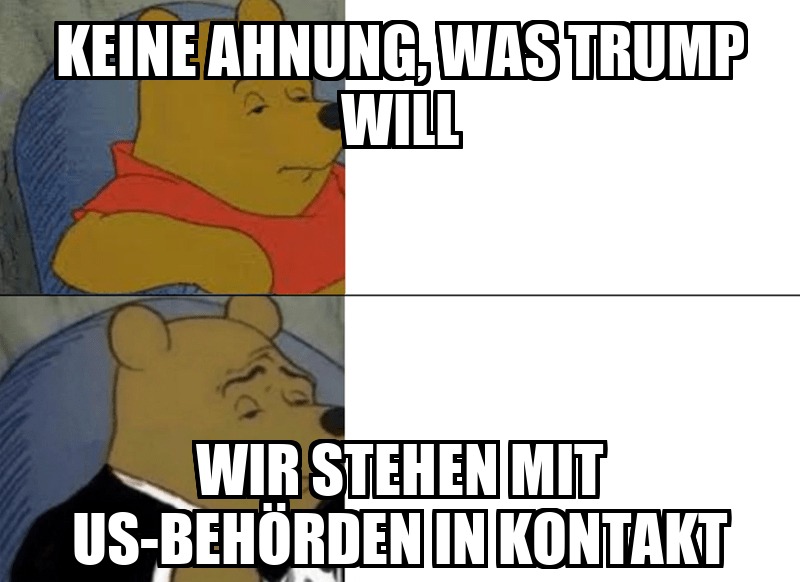 KEINE AHNUNG, WAS TRUMP
WILL
WIR STEHEN MIT
US-BEHÖRDEN IN KONTAKT